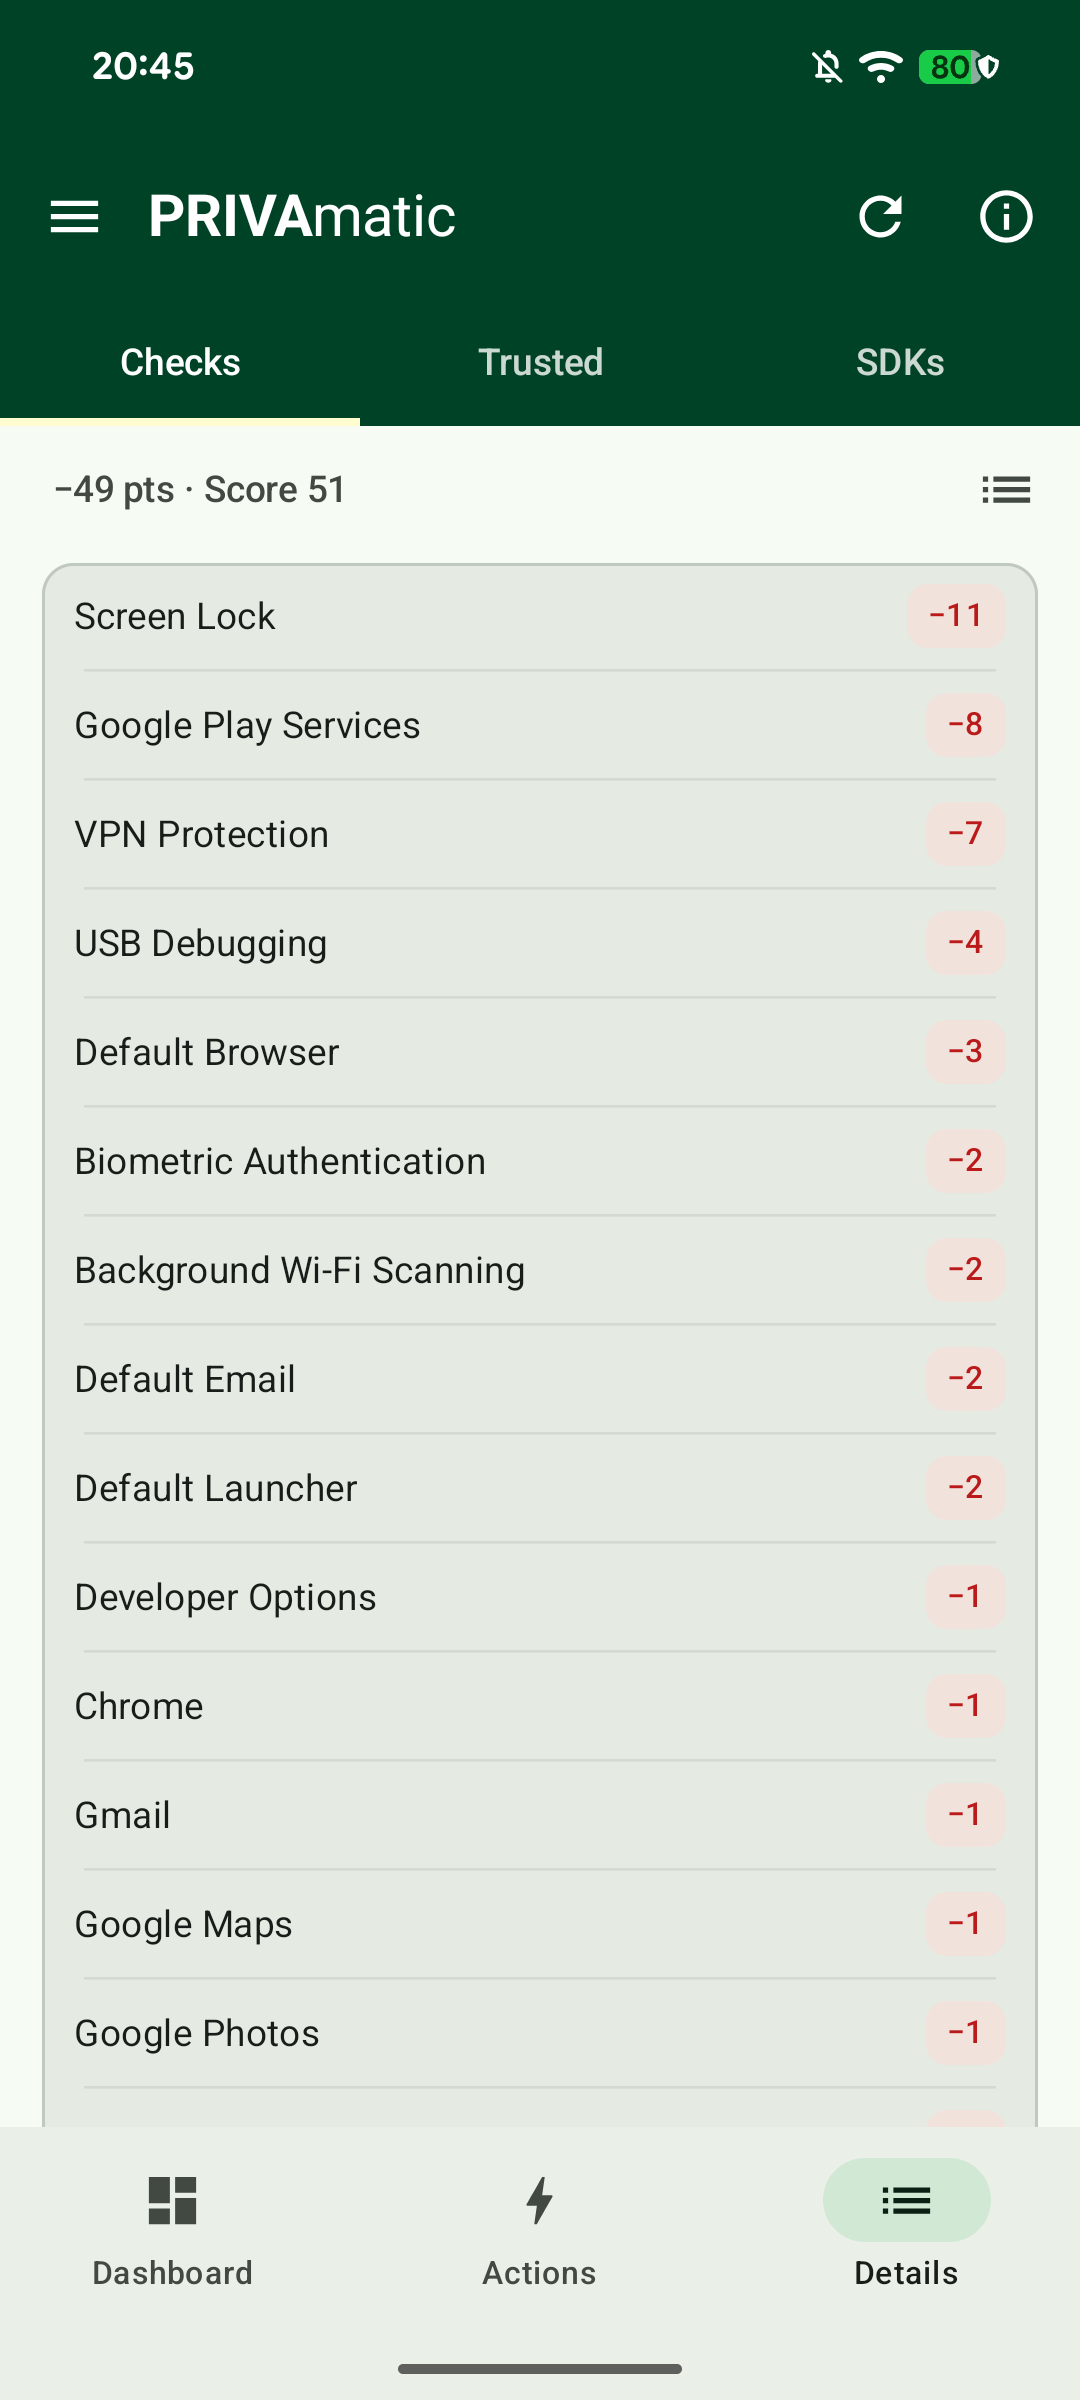 20:45
80
PRIVAmatic
Checks
Trusted
SDKs
−49 pts · Score 51
Screen Lock −11
Google Play Services −8
VPN Protection −7
USB Debugging −4
Default Browser −3
Biometric Authentication −2
Background Wi-Fi Scanning −2
Default Email −2
Default Launcher −2
Developer Options −1
Chrome −1
Gmail −1
Google Maps −1
Google Photos −1
Dashboard
Actions
Details